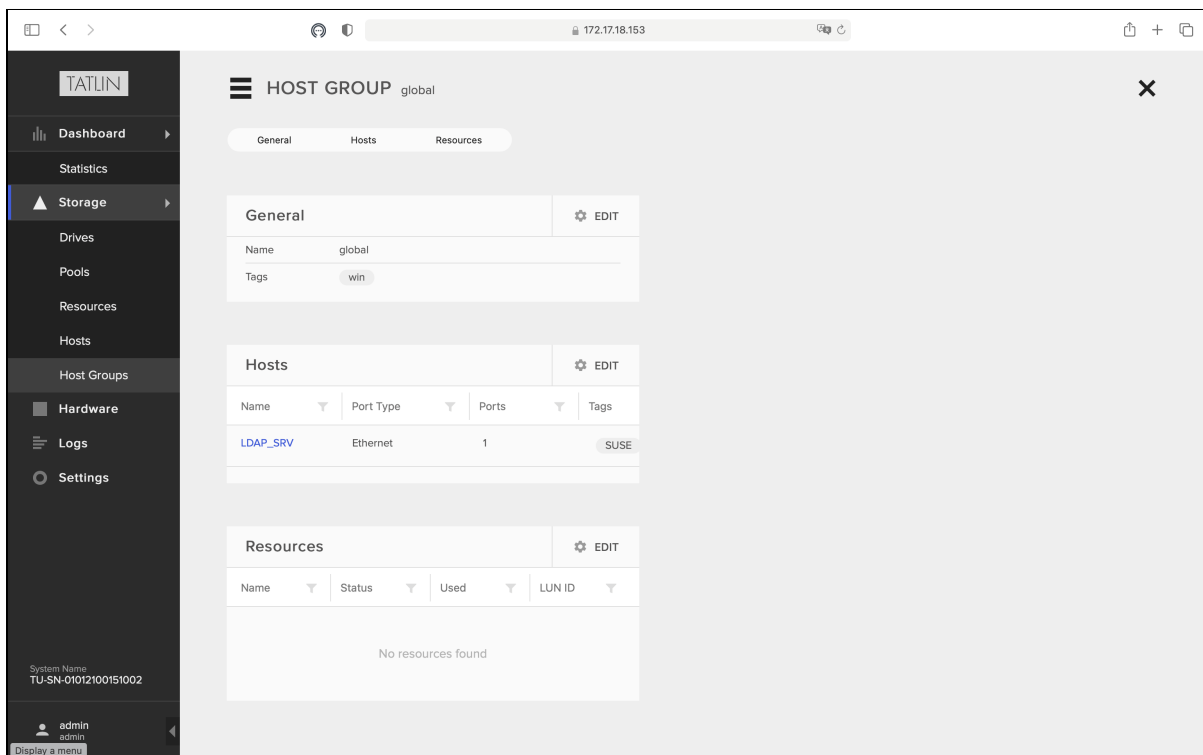 172.17.18.153
TATLIN
HOST GROUP global
Dashboard
General Hosts Resources
Statistics
Storage
General EDIT
Drives
Name global
Pools
Tags win
Resources
Hosts
Hosts EDIT
Host Groups
Hardware
Name Port Type Ports Tags
Logs
LDAP_SRV Ethernet 1 SUSE
Settings
Resources EDIT
Name Status Used LUN ID
No resources found
System Name
TU-SN-01012100151002
admin
admin
Display a menu